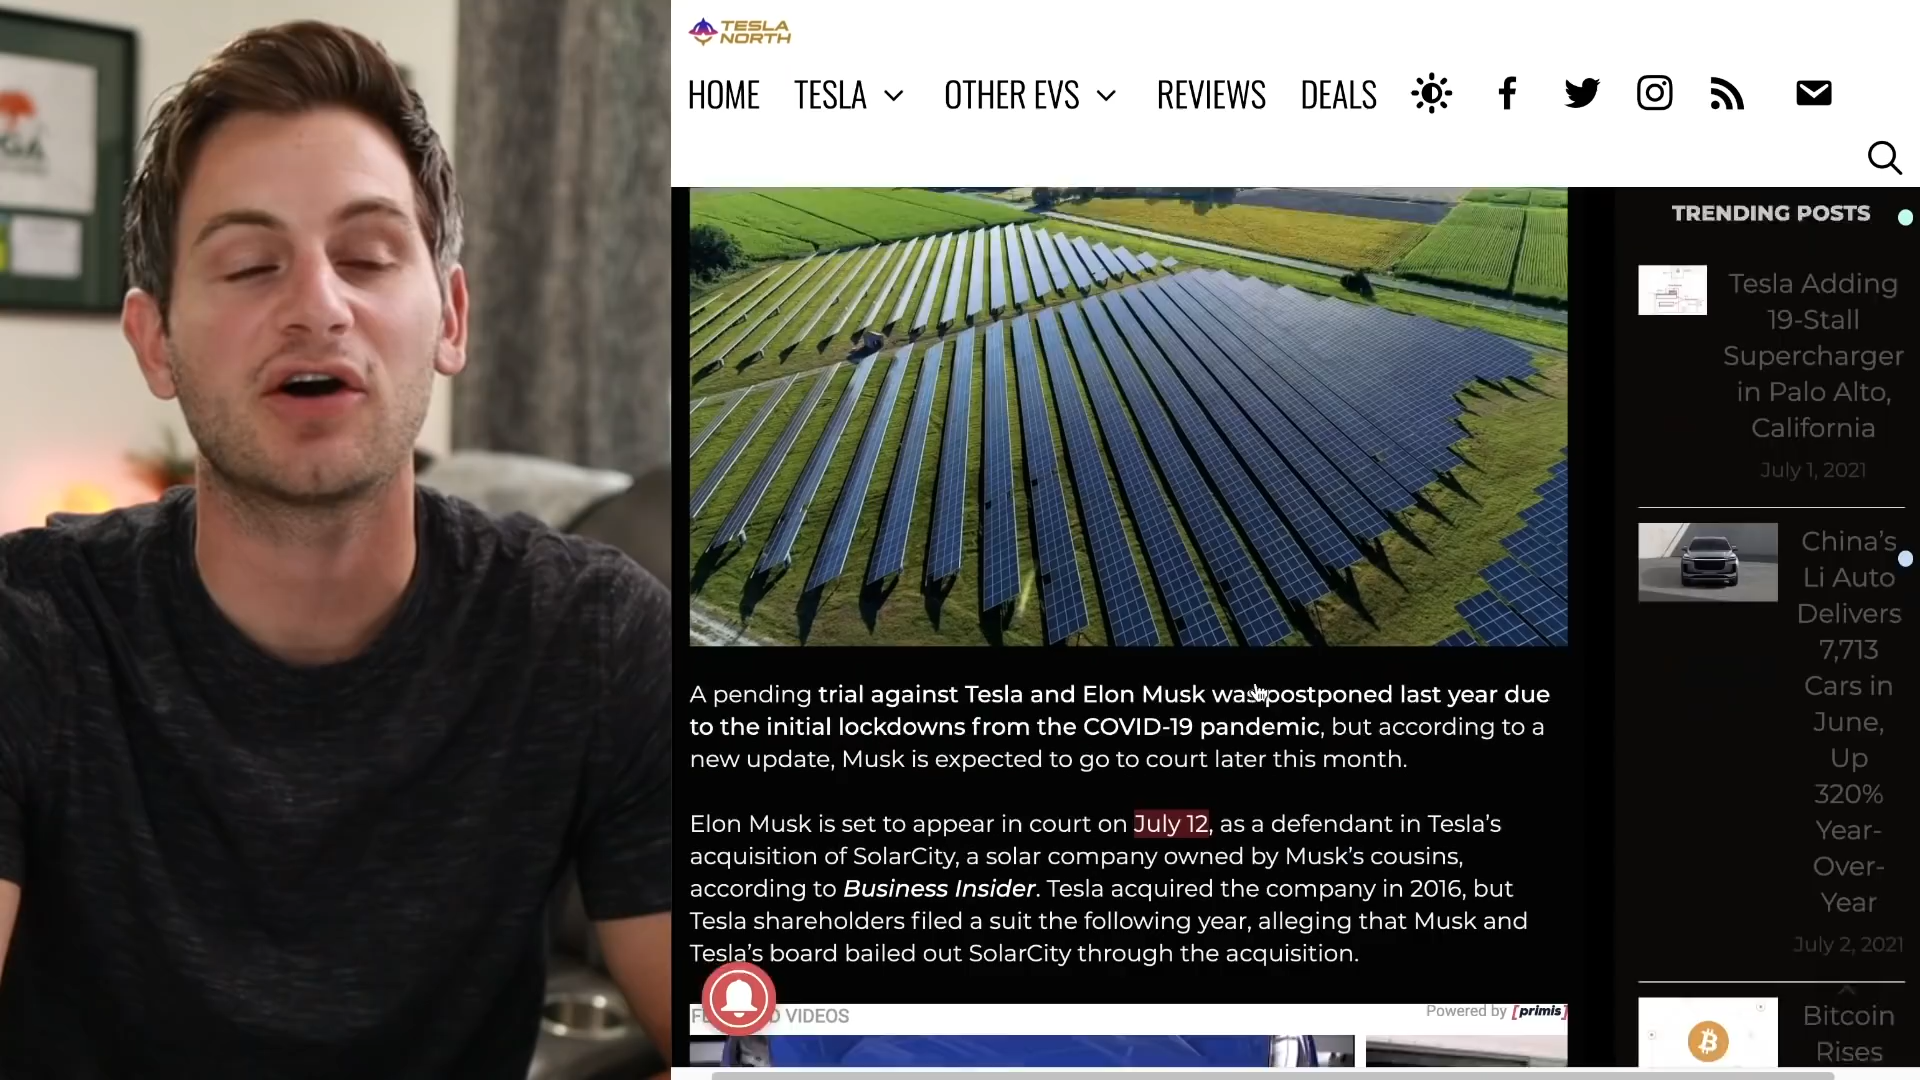 GA
TESLA
NORTH
HOME TESLA OTHER EVS REVIEWS DEALS
TRENDING POSTS
Tesla Adding
19-Stall
Supercharger
in Palo Alto,
California
July 1, 2021
China's
Li Auto
Delivers
7,713
Cars in
June,
Up
320%
Year-
Over-
Year
July 2, 2021
Bitcoin
Rises
A pending trial against Tesla and Elon Musk was postponed last year due
to the initial lockdowns from the COVID-19 pandemic, but according to a
new update, Musk is expected to go to court later this month.
Elon Musk is set to appear in court on July 12, as a defendant in Tesla's
acquisition of SolarCity, a solar company owned by Musk's cousins,
according to Business Insider. Tesla acquired the company in 2016, but
Tesla shareholders filed a suit the following year, alleging that Musk and
Tesla's board bailed out SolarCity through the acquisition.
VIDEOS
Powered by [primis]